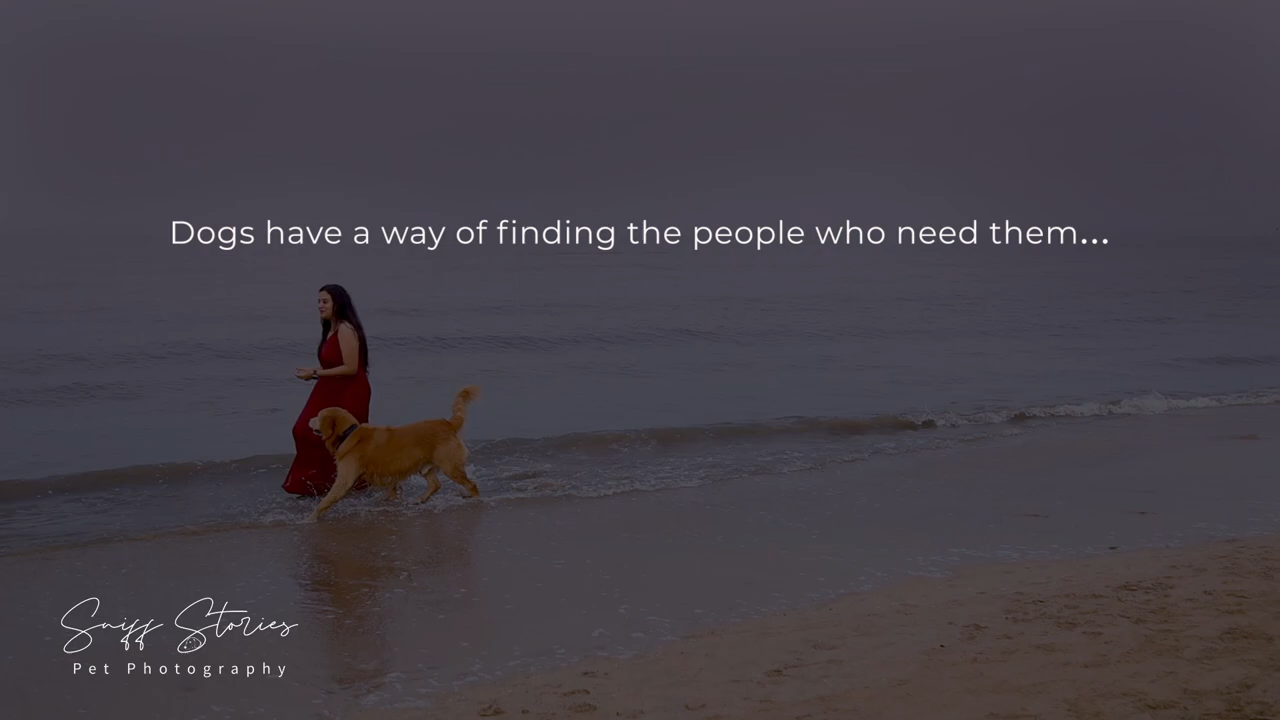 Dogs have a way of finding the people who need them...
Sniff Stories
Pet Photography